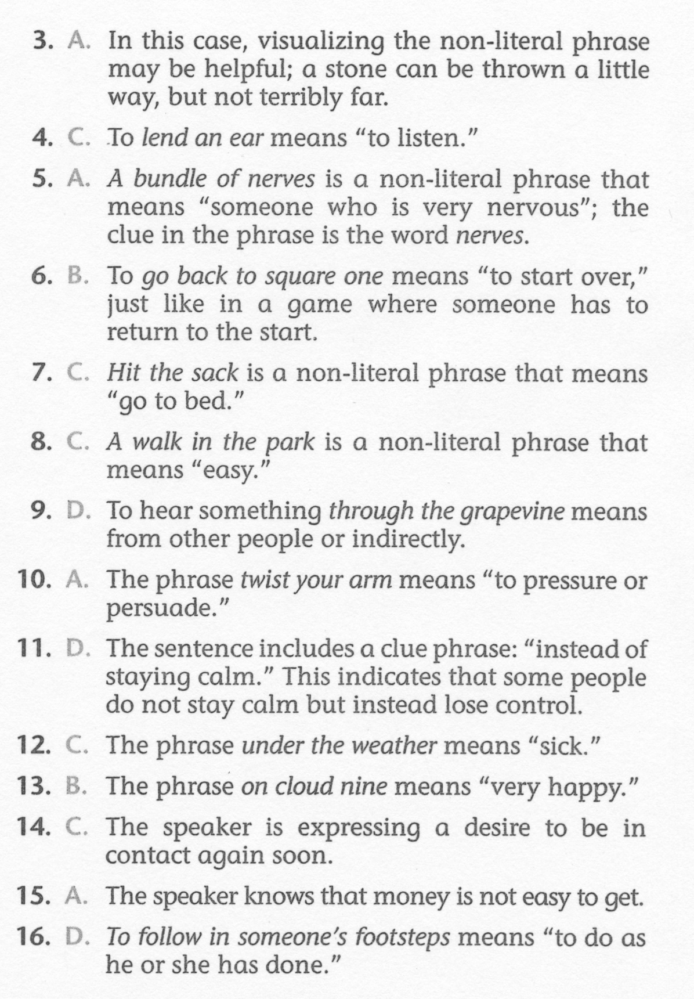 3. A. In this case, visualizing the non-literal phrase
may be helpful; a stone can be thrown a little
way, but not terribly far.
4. C. To lend an ear means “to listen.”
5. A. A bundle of nerves is a non-literal phrase that
means “someone who is very nervous”; the
clue in the phrase is the word nerves.
6. B. To go back to square one means “to start over,”
just like in a game where someone has to
return to the start.
7. C. Hit the sack is a non-literal phrase that means
“go to bed.”
8. C. A walk in the park is a non-literal phrase that
means “easy.”
9. D. To hear something through the grapevine means
from other people or indirectly.
10. A. The phrase twist your arm means “to pressure or
persuade.”
11. D. The sentence includes a clue phrase: “instead of
staying calm.” This indicates that some people
do not stay calm but instead lose control.
12. C. The phrase under the weather means “sick.”
13. B. The phrase on cloud nine means “very happy.”
14. C. The speaker is expressing a desire to be in
contact again soon.
15. A. The speaker knows that money is not easy to get.
16. D. To follow in someone’s footsteps means “to do as
he or she has done.”